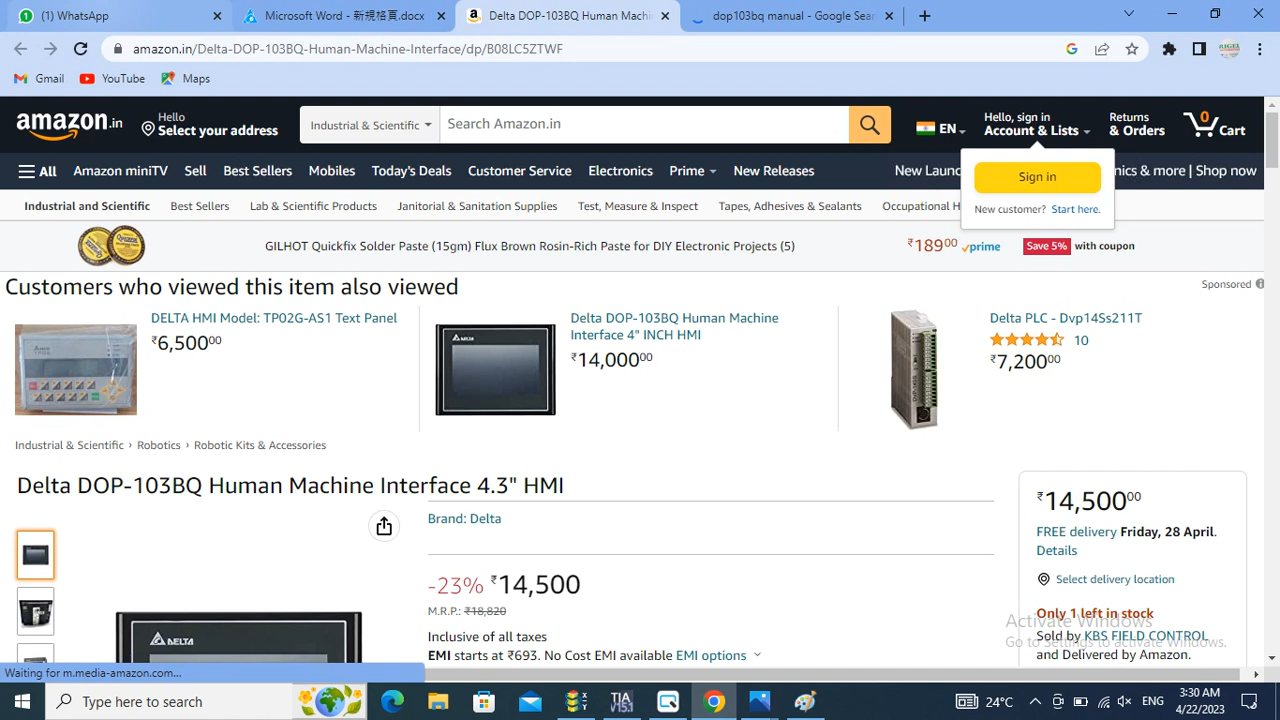 (1) WhatsApp
Microsoft Word - 新規格頁.docx
Delta DOP-103BQ Human Machin
dop103bq manual - Google Sear
amazon.in/Delta-DOP-103BQ-Human-Machine-Interface/dp/B08LC5ZTWF
Gmail
YouTube
Maps
amazon.in
Hello
Select your address
Industrial & Scientific
Search Amazon.in
EN
Hello, sign in
Account & Lists
Returns
& Orders
0
Cart
All
Amazon miniTV
Sell
Best Sellers
Mobiles
Today's Deals
Customer Service
Electronics
Prime
New Releases
New Laun
nics & more | Shop now
Sign in
New customer? Start here.
Industrial and Scientific
Best Sellers
Lab & Scientific Products
Janitorial & Sanitation Supplies
Test, Measure & Inspect
Tapes, Adhesives & Sealants
Occupational H
GILHOT Quickfix Solder Paste (15gm) Flux Brown Rosin-Rich Paste for DIY Electronic Projects (5)
₹18900 prime
Save 5% with coupon
Customers who viewed this item also viewed
Sponsored
DELTA HMI Model: TP02G-AS1 Text Panel
₹6,50000
Delta DOP-103BQ Human Machine
Interface 4" INCH HMI
₹14,00000
Delta PLC - Dvp14Ss211T
10
₹7,20000
Industrial & Scientific › Robotics › Robotic Kits & Accessories
Delta DOP-103BQ Human Machine Interface 4.3" HMI
Brand: Delta
-23% ₹14,500
M.R.P.: ₹18,820
Inclusive of all taxes
EMI starts at ₹693. No Cost EMI available EMI options
DELTA
₹14,50000
FREE delivery Friday, 28 April.
Details
Select delivery location
Only 1 left in stock
Sold by KBS FIELD CONTROL
and Delivered by Amazon.
Activate Windows
Go to Settings to activate Windows.
Waiting for m.media-amazon.com...
Type here to search
24°C
ENG
3:30 AM
4/22/2023